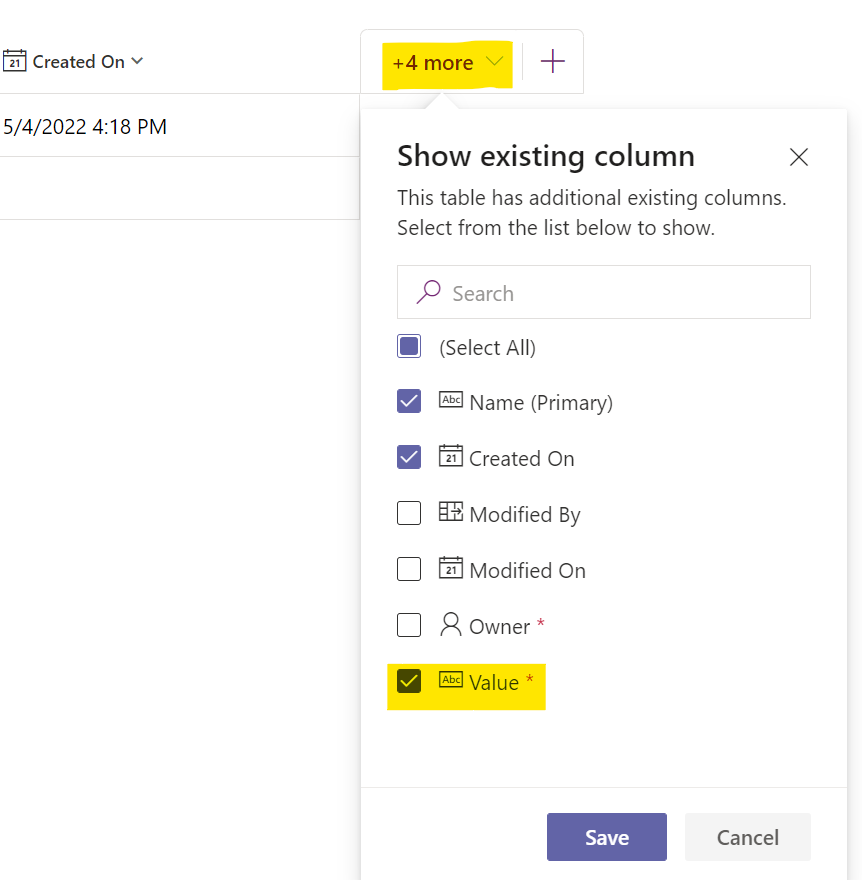 21 Created On
+4 more
5/4/2022 4:18 PM
Show existing column
This table has additional existing columns.
Select from the list below to show.
Search
(Select All)
Abc Name (Primary)
21 Created On
Modified By
21 Modified On
Owner *
Abc Value *
Save Cancel